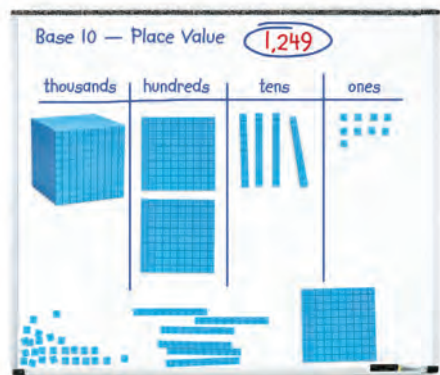 Base 10 — Place Value 1,249
thousands hundreds tens ones